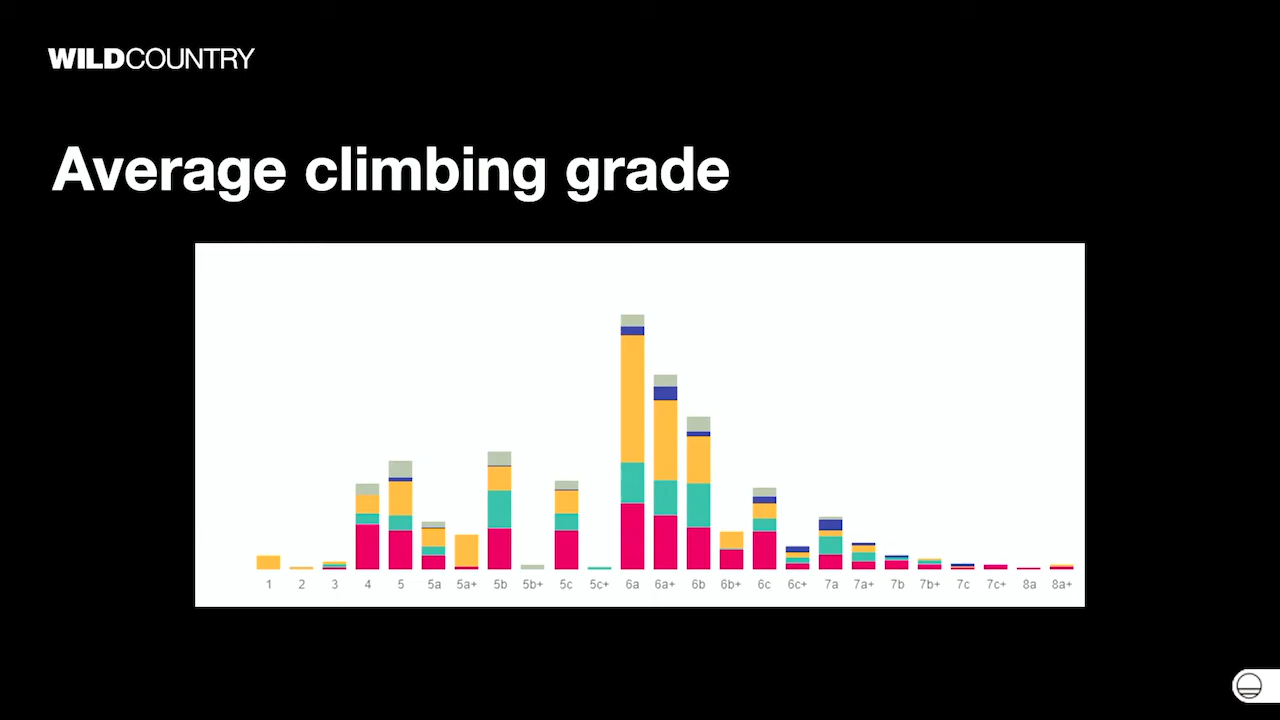 WILDCOUNTRY
Average climbing grade
1 2 3 4 5 5a 5a+ 5b 5b+ 5c 5c+ 6a 6a+ 6b 6b+ 6c 6c+ 7a 7a+ 7b 7b+ 7c 7c+ 8a 8a+